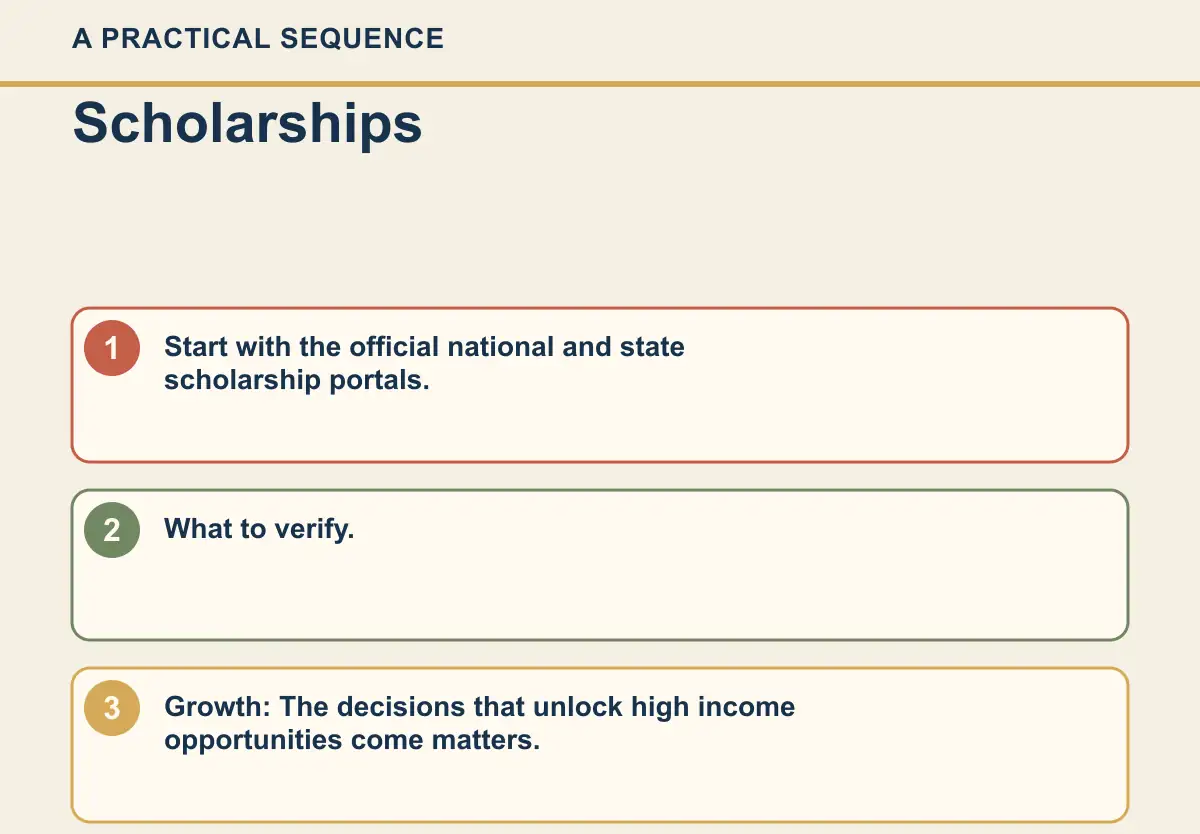 A PRACTICAL SEQUENCE
Scholarships
1
Start with the official national and state
scholarship portals.
2
What to verify.
3
Growth: The decisions that unlock high income
opportunities come matters.